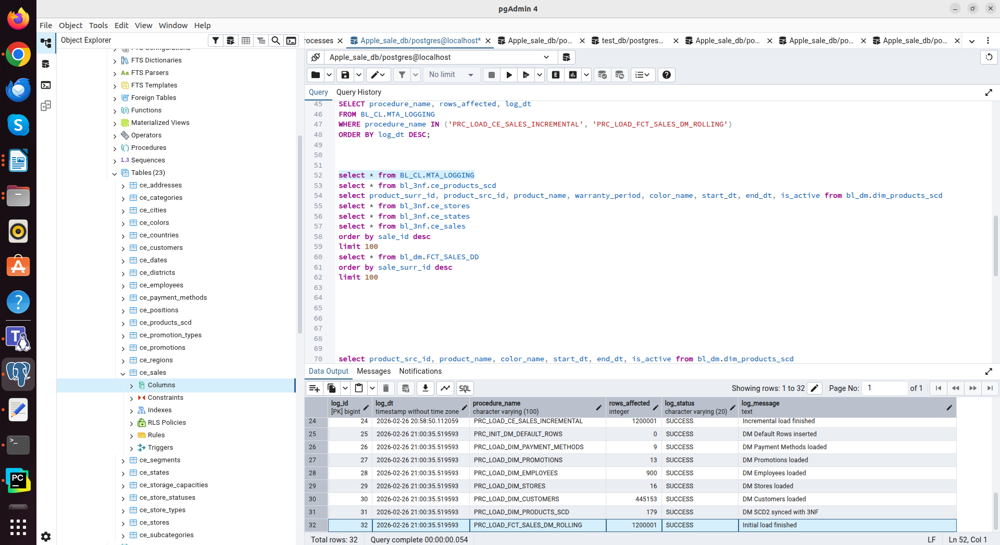 pgAdmin 4
File Object Tools Edit View Window Help
Object Explorer
FTS Configurations
FTS Dictionaries
Aa FTS Parsers
FTS Templates
Foreign Tables
Functions
Materialized Views
Operators
Procedures
1..3 Sequences
Tables (23)
ce_addresses
ce_categories
ce_cities
ce_colors
ce_countries
ce_customers
ce_dates
ce_districts
ce_employees
ce_payment_methods
ce_positions
ce_products_scd
ce_promotion_types
ce_promotions
ce_regions
ce_sales
Columns
Constraints
Indexes
RLS Policies
Rules
Triggers
ce_segments
ce_states
ce_storage_capacities
ce_store_statuses
ce_store_types
ce_stores
ce_subcategories
rocesses Apple_sale_db/postgres@localhost* Apple_sale_db/po... test_db/postgres... Apple_sale_db/po... Apple_sale_db/po... Apple_sale_db/po...
Apple_sale_db/postgres@localhost
No limit E
Query Query History
45 SELECT procedure_name, rows_affected, log_dt
46 FROM BL_CL.MTA_LOGGING
47 WHERE procedure_name IN ('PRC_LOAD_CE_SALES_INCREMENTAL', 'PRC_LOAD_FCT_SALES_DM_ROLLING')
48 ORDER BY log_dt DESC;
49
50
51
52 select * from BL_CL.MTA_LOGGING
53 select * from bl_3nf.ce_products_scd
54 select product_surr_id, product_src_id, product_name, warranty_period, color_name, start_dt, end_dt, is_active from bl_dm.dim_products_scd
55 select * from bl_3nf.ce_stores
56 select * from bl_3nf.ce_states
57 select * from bl_3nf.ce_sales
58 order by sale_id desc
59 limit 100
60 select * from bl_dm.FCT_SALES_DD
61 order by sale_surr_id desc
62 limit 100
63
64
65
66
67
68
69
70 select product_src_id, product_name, color_name, start_dt, end_dt, is_active from bl_dm.dim_products_scd
Data Output Messages Notifications
SQL Showing rows: 1 to 32 Page No: 1 of 1
log_id log_dt procedure_name rows_affected log_status log_message
[PK] bigint timestamp without time zone character varying (100) integer character varying (20) text
24 24 2026-02-26 20:58:50.112059 PRC_LOAD_CE_SALES_INCREMENTAL 1200001 SUCCESS Incremental load finished
25 25 2026-02-26 21:00:35.519593 PRC_INIT_DM_DEFAULT_ROWS 0 SUCCESS DM Default Rows inserted
26 26 2026-02-26 21:00:35.519593 PRC_LOAD_DIM_PAYMENT_METHODS 9 SUCCESS DM Payment Methods loaded
27 27 2026-02-26 21:00:35.519593 PRC_LOAD_DIM_PROMOTIONS 13 SUCCESS DM Promotions loaded
28 28 2026-02-26 21:00:35.519593 PRC_LOAD_DIM_EMPLOYEES 900 SUCCESS DM Employees loaded
29 29 2026-02-26 21:00:35.519593 PRC_LOAD_DIM_STORES 16 SUCCESS DM Stores loaded
30 30 2026-02-26 21:00:35.519593 PRC_LOAD_DIM_CUSTOMERS 445153 SUCCESS DM Customers loaded
31 31 2026-02-26 21:00:35.519593 PRC_LOAD_DIM_PRODUCTS_SCD 179 SUCCESS DM SCD2 synced with 3NF
32 32 2026-02-26 21:00:35.519593 PRC_LOAD_FCT_SALES_DM_ROLLING 1200001 SUCCESS Initial load finished
Total rows: 32 Query complete 00:00:00.054 LF Ln 52, Col 1